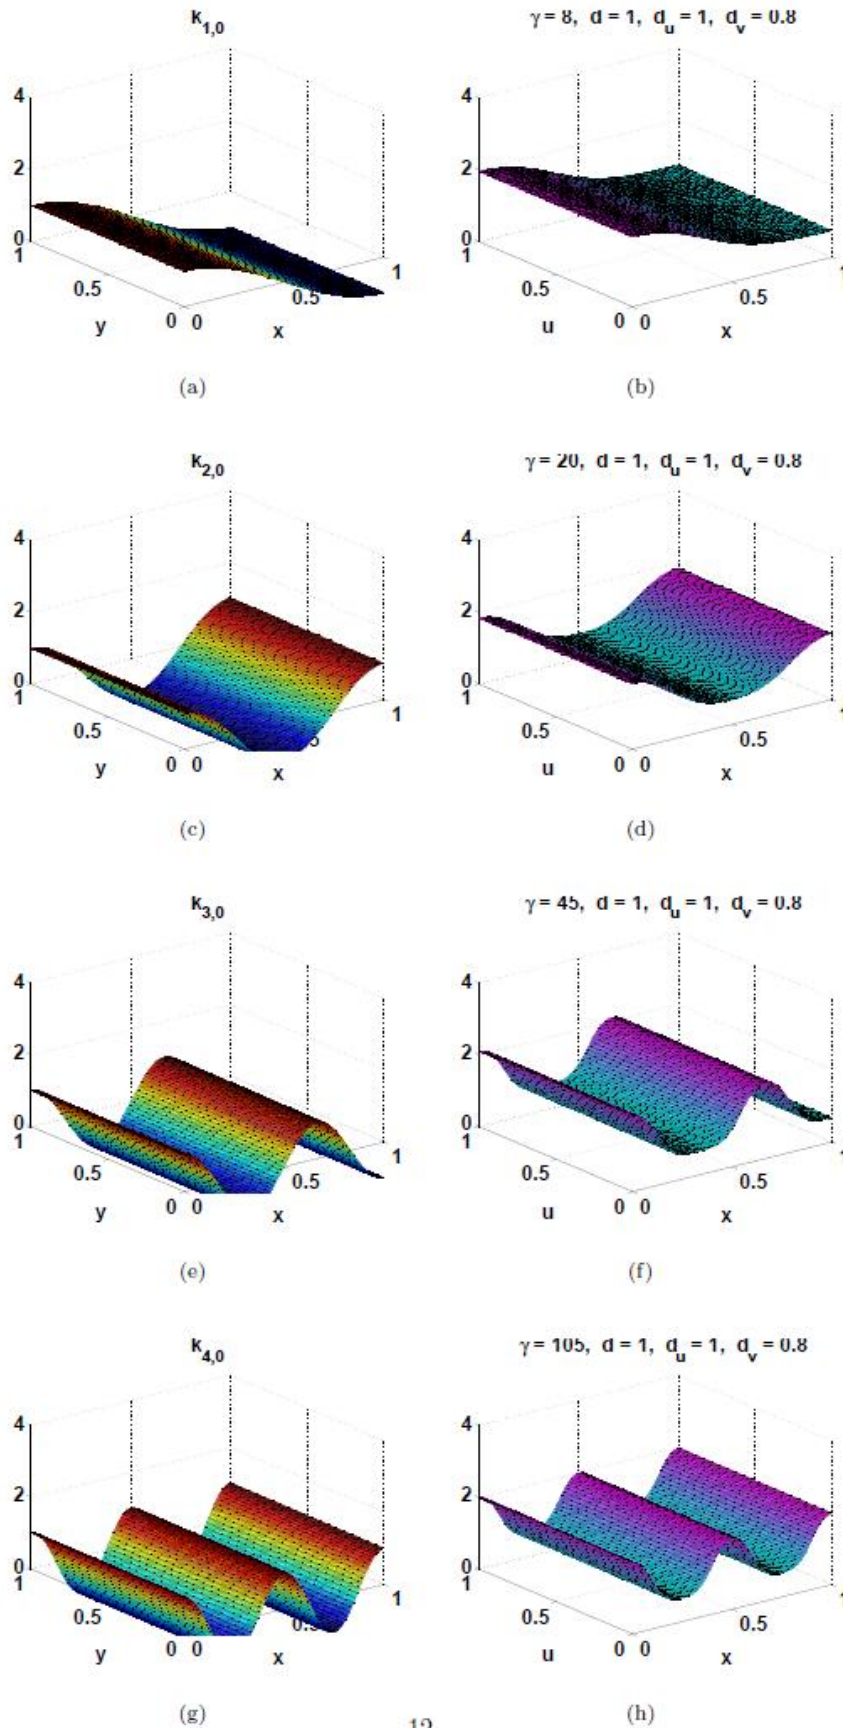 k1,0
γ = 8, d = 1, du = 1, dv = 0.8
4
2
0
1
0.5
0 0
0.5
1
y
x
4
2
0
1
0.5
0 0
0.5
1
u
x
(a)
(b)
k2,0
γ = 20, d = 1, du = 1, dv = 0.8
4
2
0
1
0.5
0 0
1
y
x
4
2
0
1
0.5
0 0
0.5
1
u
x
(c)
(d)
k3,0
γ = 45, d = 1, du = 1, dv = 0.8
4
2
0
1
0.5
0 0
0.5
1
y
x
4
2
0
1
0.5
0 0
0.5
1
u
x
(e)
(f)
k4,0
γ = 105, d = 1, du = 1, dv = 0.8
4
2
0
1
0.5
0 0
1
y
x
4
2
0
1
0.5
0 0
0.5
1
u
x
(g)
(h)